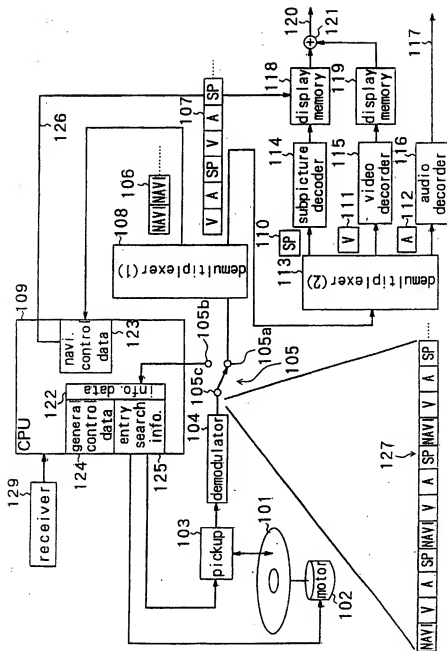 120
121
126
118
display memory
119
display memory
117
107
V A SP V A SP
114
subpicture decoder
115
video decorder
116
audio decorder
106
NAVI NAVI
110
SP
V
111
A
112
108
demultiplexer(1)
113
demultiplexer(2)
109
CPU
navi. control data
123
105b
105a
105
105c
122
info.data
124
genera control data
entry search info.
125
104
demodulator
129
receiver
103
pickup
101
motor
102
127
NAVI V V A SP NAVI V V A SP NAVI V V A SP